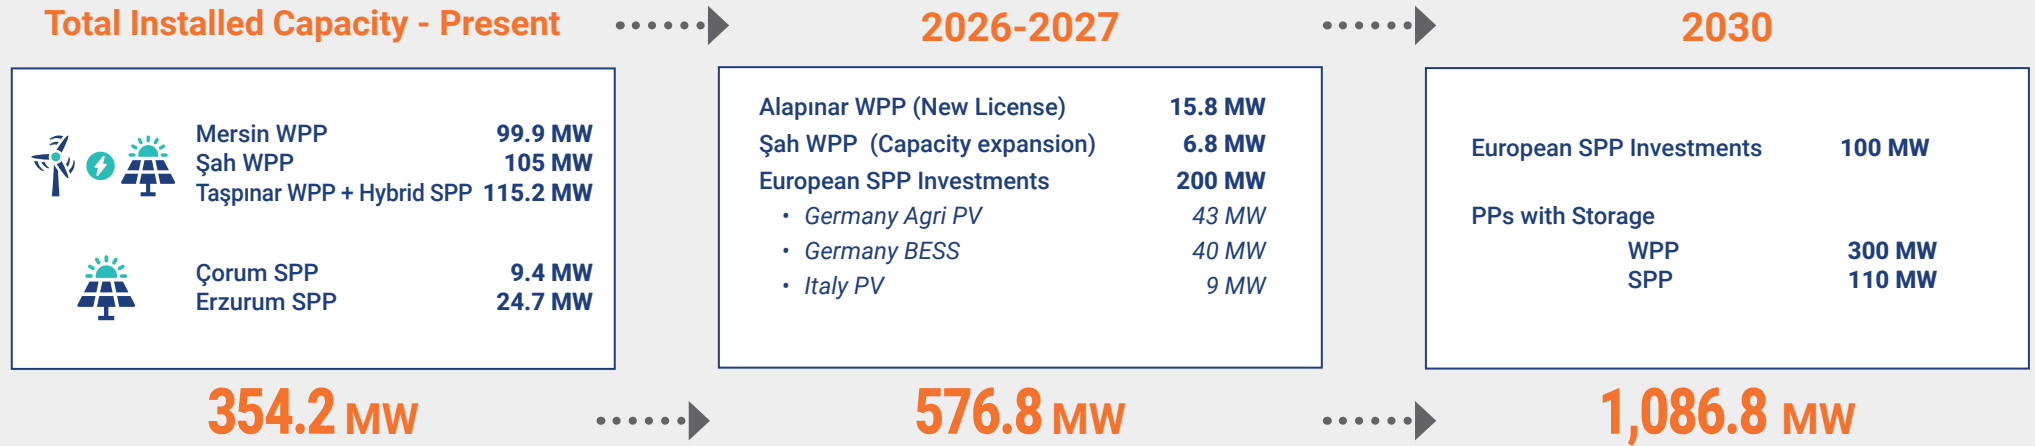 Total Installed Capacity - Present
Mersin WPP 99.9 MW
Şah WPP 105 MW
Taşpınar WPP + Hybrid SPP 115.2 MW
Çorum SPP 9.4 MW
Erzurum SPP 24.7 MW
354.2 MW
2026-2027
Alapınar WPP (New License) 15.8 MW
Şah WPP (Capacity expansion) 6.8 MW
European SPP Investments 200 MW
• Germany Agri PV 43 MW
• Germany BESS 40 MW
• Italy PV 9 MW
576.8 MW
2030
European SPP Investments 100 MW
PPs with Storage
WPP 300 MW
SPP 110 MW
1,086.8 MW